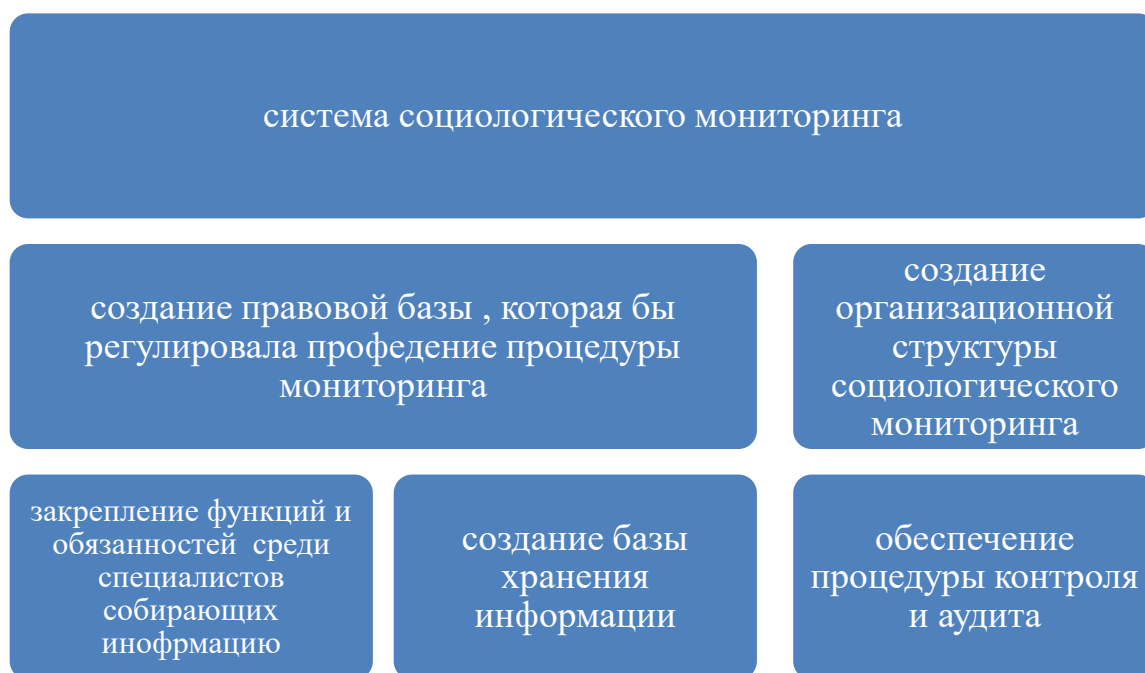 система социологического мониторинга
создание правовой базы , которая бы
регулировала профедение процедуры
мониторинга
создание
организационной
структуры
социологического
мониторинга
закрепление функций и
обязанностей среди
специалистов
собирающих
инофрмацию
создание базы
хранения
информации
обеспечение
процедуры контроля
и аудита